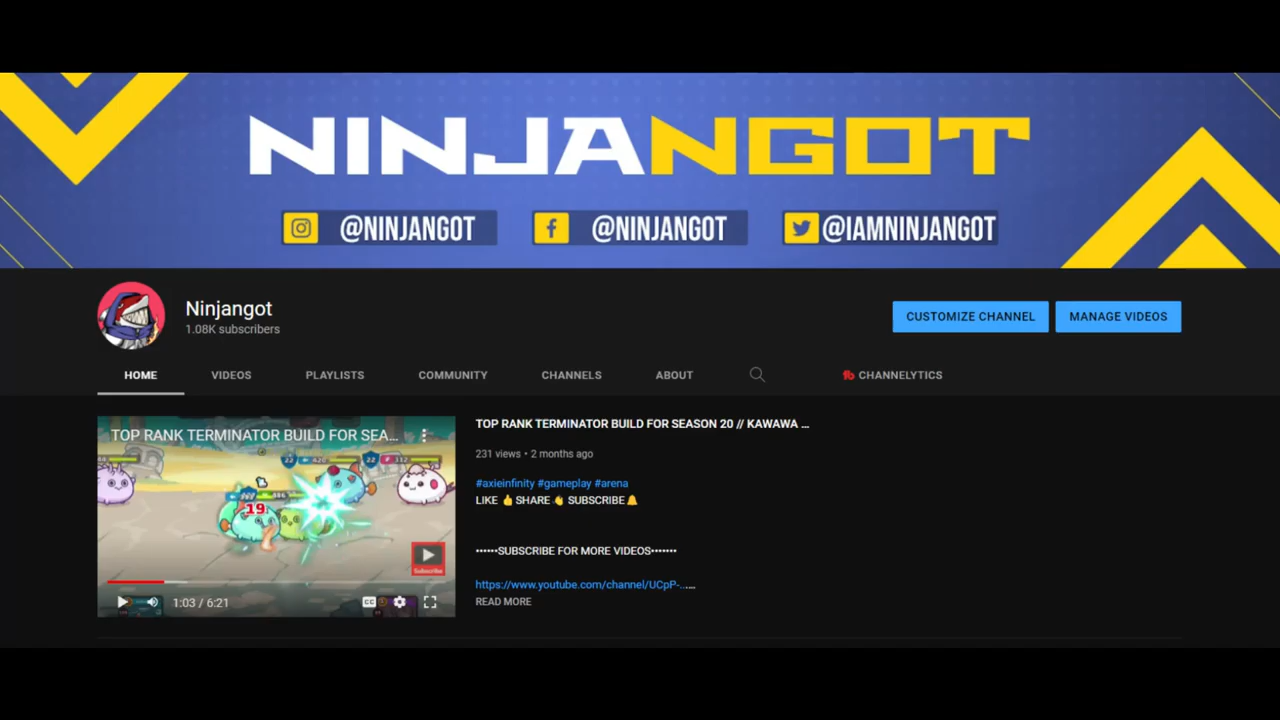 NINJANGOT
@NINJANGOT @NINJANGOT @IAMNINJANGOT
Ninjangot
1.08K subscribers
CUSTOMIZE CHANNEL MANAGE VIDEOS
HOME VIDEOS PLAYLISTS COMMUNITY CHANNELS ABOUT CHANNELYTICS
TOP RANK TERMINATOR BUILD FOR SEA...
19
Subscribe
1:03 / 6:21
CC
TOP RANK TERMINATOR BUILD FOR SEASON 20 // KAWAWA ...
231 views • 2 months ago
#axieinfinity #gameplay #arena
LIKE 👍 SHARE 👏 SUBSCRIBE 🔔
••••••SUBSCRIBE FOR MORE VIDEOS•••••••
https://www.youtube.com/channel/UCpP-......
READ MORE